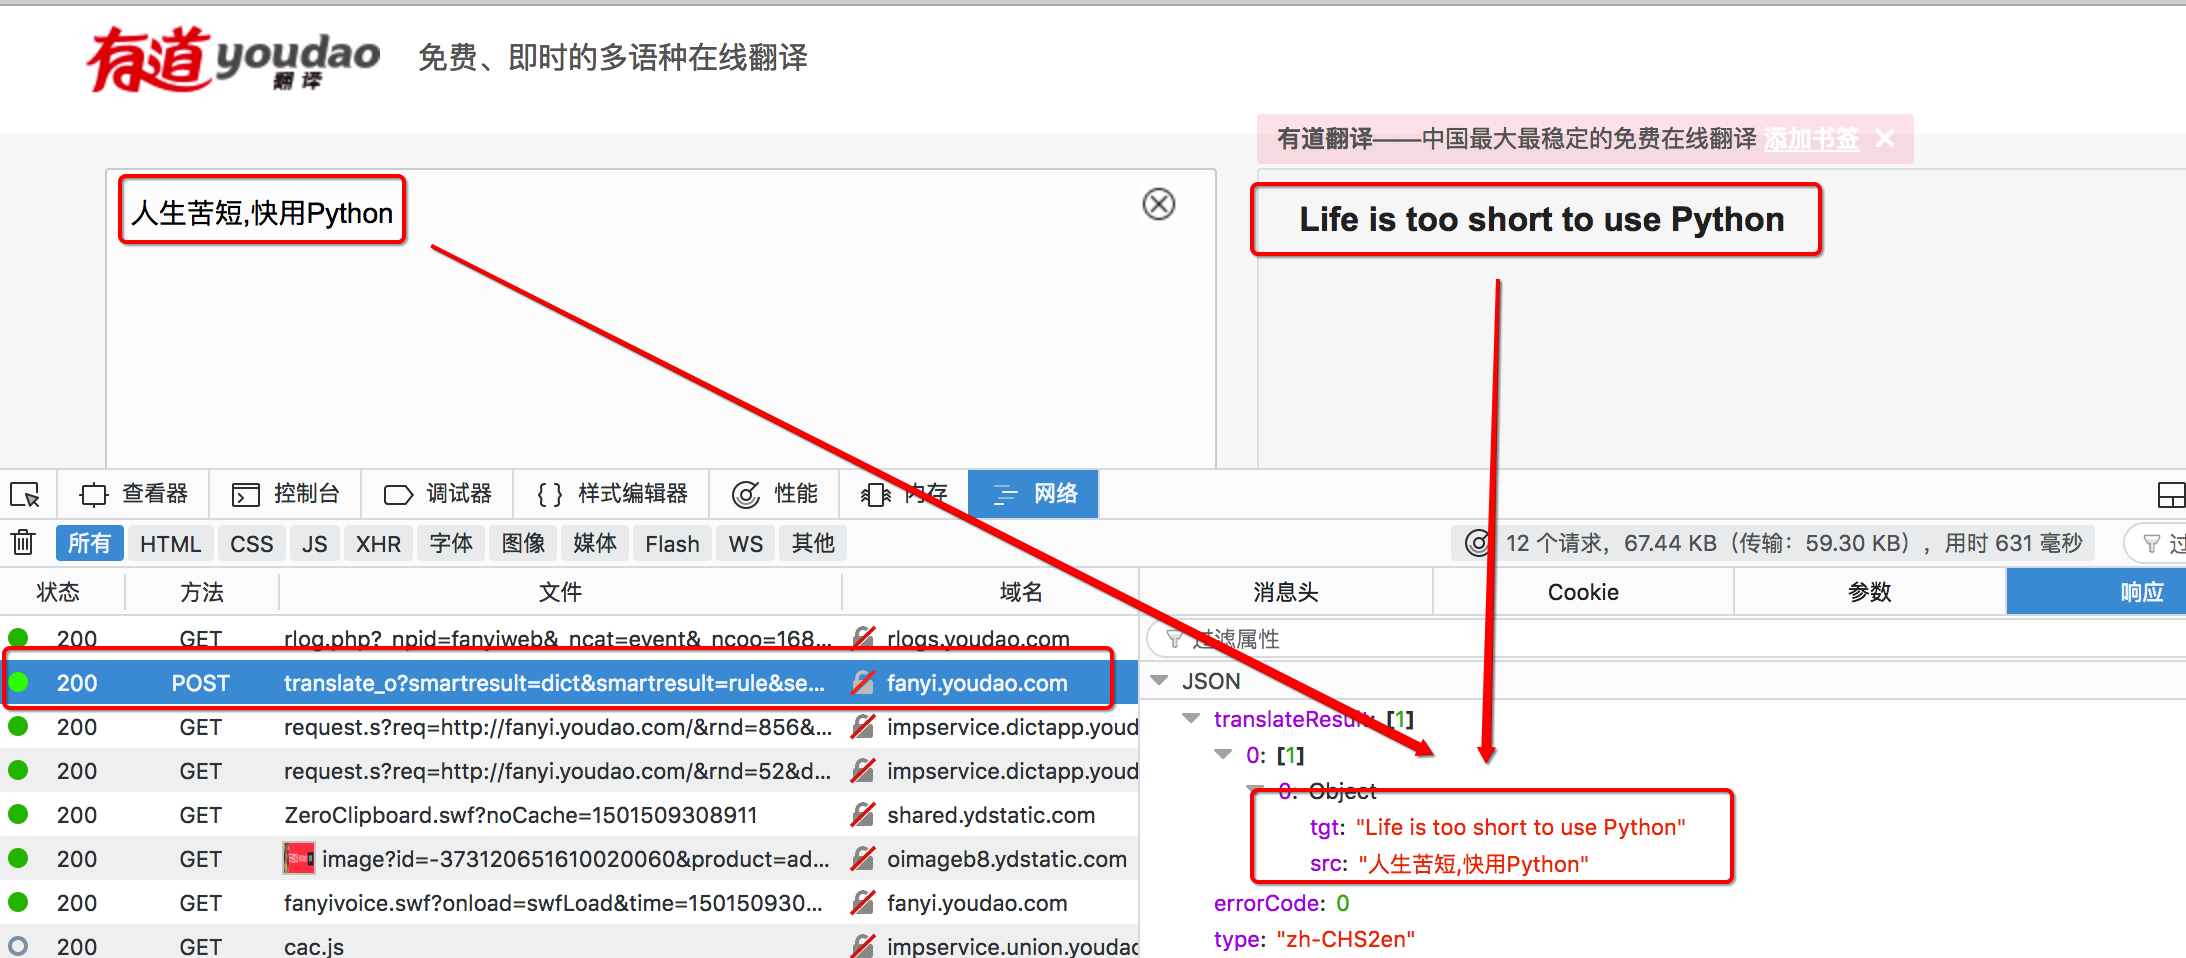 有道youdao翻译 免费、即时的多语种在线翻译
有道翻译——中国最大最稳定的免费在线翻译 添加书签
人生苦短,快用Python
Life is too short to use Python
查看器 控制台 调试器 {} 样式编辑器 性能 内存 网络
所有 HTML CSS JS XHR 字体 图像 媒体 Flash WS 其他 12 个请求，67.44 KB（传输：59.30 KB），用时 631 毫秒 过
状态 方法 文件 域名 消息头 Cookie 参数 响应
200 GET rlog.php?_npid=fanyiweb&_ncat=event&_ncoo=168... rlogs.youdao.com
过滤属性
200 POST translate_o?smartresult=dict&smartresult=rule&se... fanyi.youdao.com
JSON
200 GET request.s?req=http://fanyi.youdao.com/&rnd=856&... impservice.dictapp.youd
translateResult: [1]
200 GET request.s?req=http://fanyi.youdao.com/&rnd=52&d... impservice.dictapp.youd
0: [1]
0: Object
200 GET ZeroClipboard.swf?noCache=1501509308911 shared.ydstatic.com
tgt: "Life is too short to use Python"
200 GET image?id=-373120651610020060&product=ad... oimageb8.ydstatic.com
src: "人生苦短,快用Python"
200 GET fanyivoice.swf?onload=swfLoad&time=150150930... fanyi.youdao.com
errorCode: 0
200 GET cac.js impservice.union.youdao
type: "zh-CHS2en"